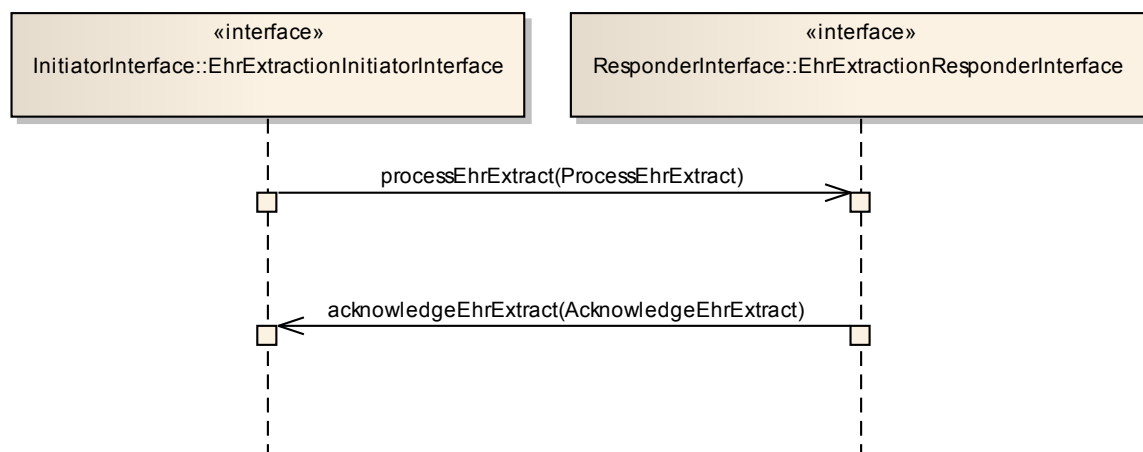 «interface»
InitiatorInterface::EhrExtractionInitiatorInterface
«interface»
ResponderInterface::EhrExtractionResponderInterface
processEhrExtract(ProcessEhrExtract)
acknowledgeEhrExtract(AcknowledgeEhrExtract)